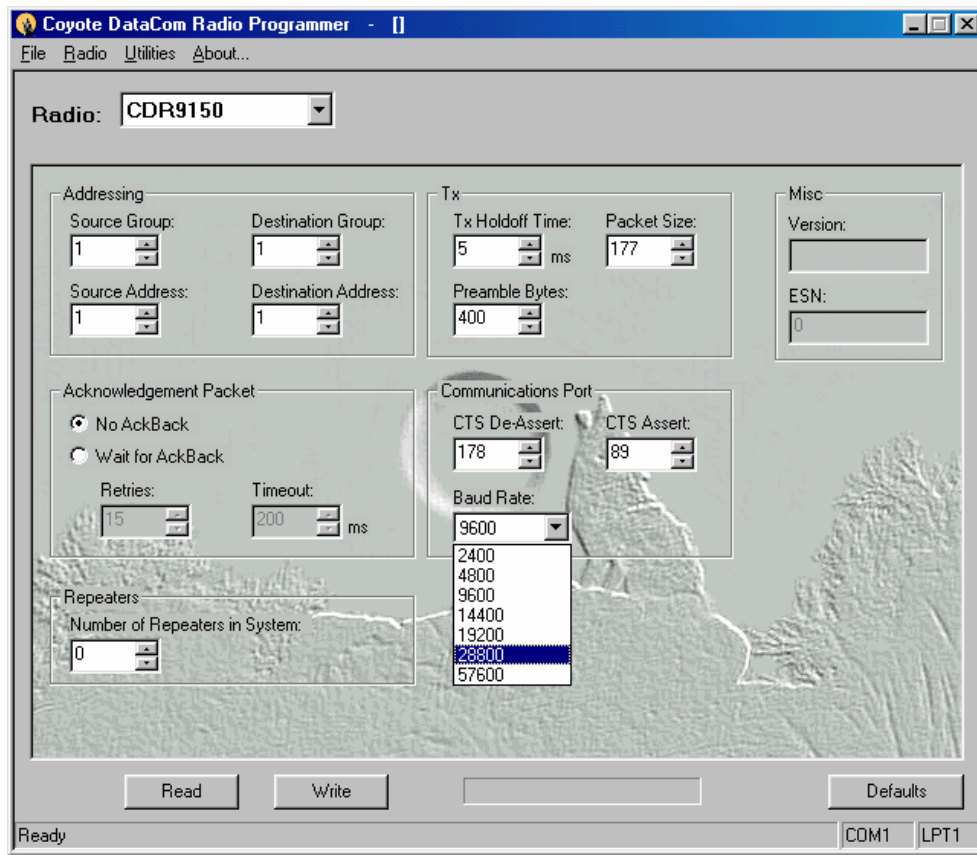 Coyote DataCom Radio Programmer - []
File Radio Utilities About...
Radio: CDR9150
Addressing
Source Group: Destination Group:
1 1
Source Address: Destination Address:
1 1
Tx
Tx Holdoff Time: Packet Size:
5 ms 177
Preamble Bytes:
400
Misc
Version:
ESN:
0
Acknowledgement Packet
No AckBack
Wait for AckBack
Retries: Timeout:
15 200 ms
Communications Port
CTS De-Assert: CTS Assert:
178 89
Baud Rate:
9600
2400
4800
9600
14400
19200
28800
57600
Repeaters
Number of Repeaters in System:
0
Read Write Defaults
Ready COM1 LPT1